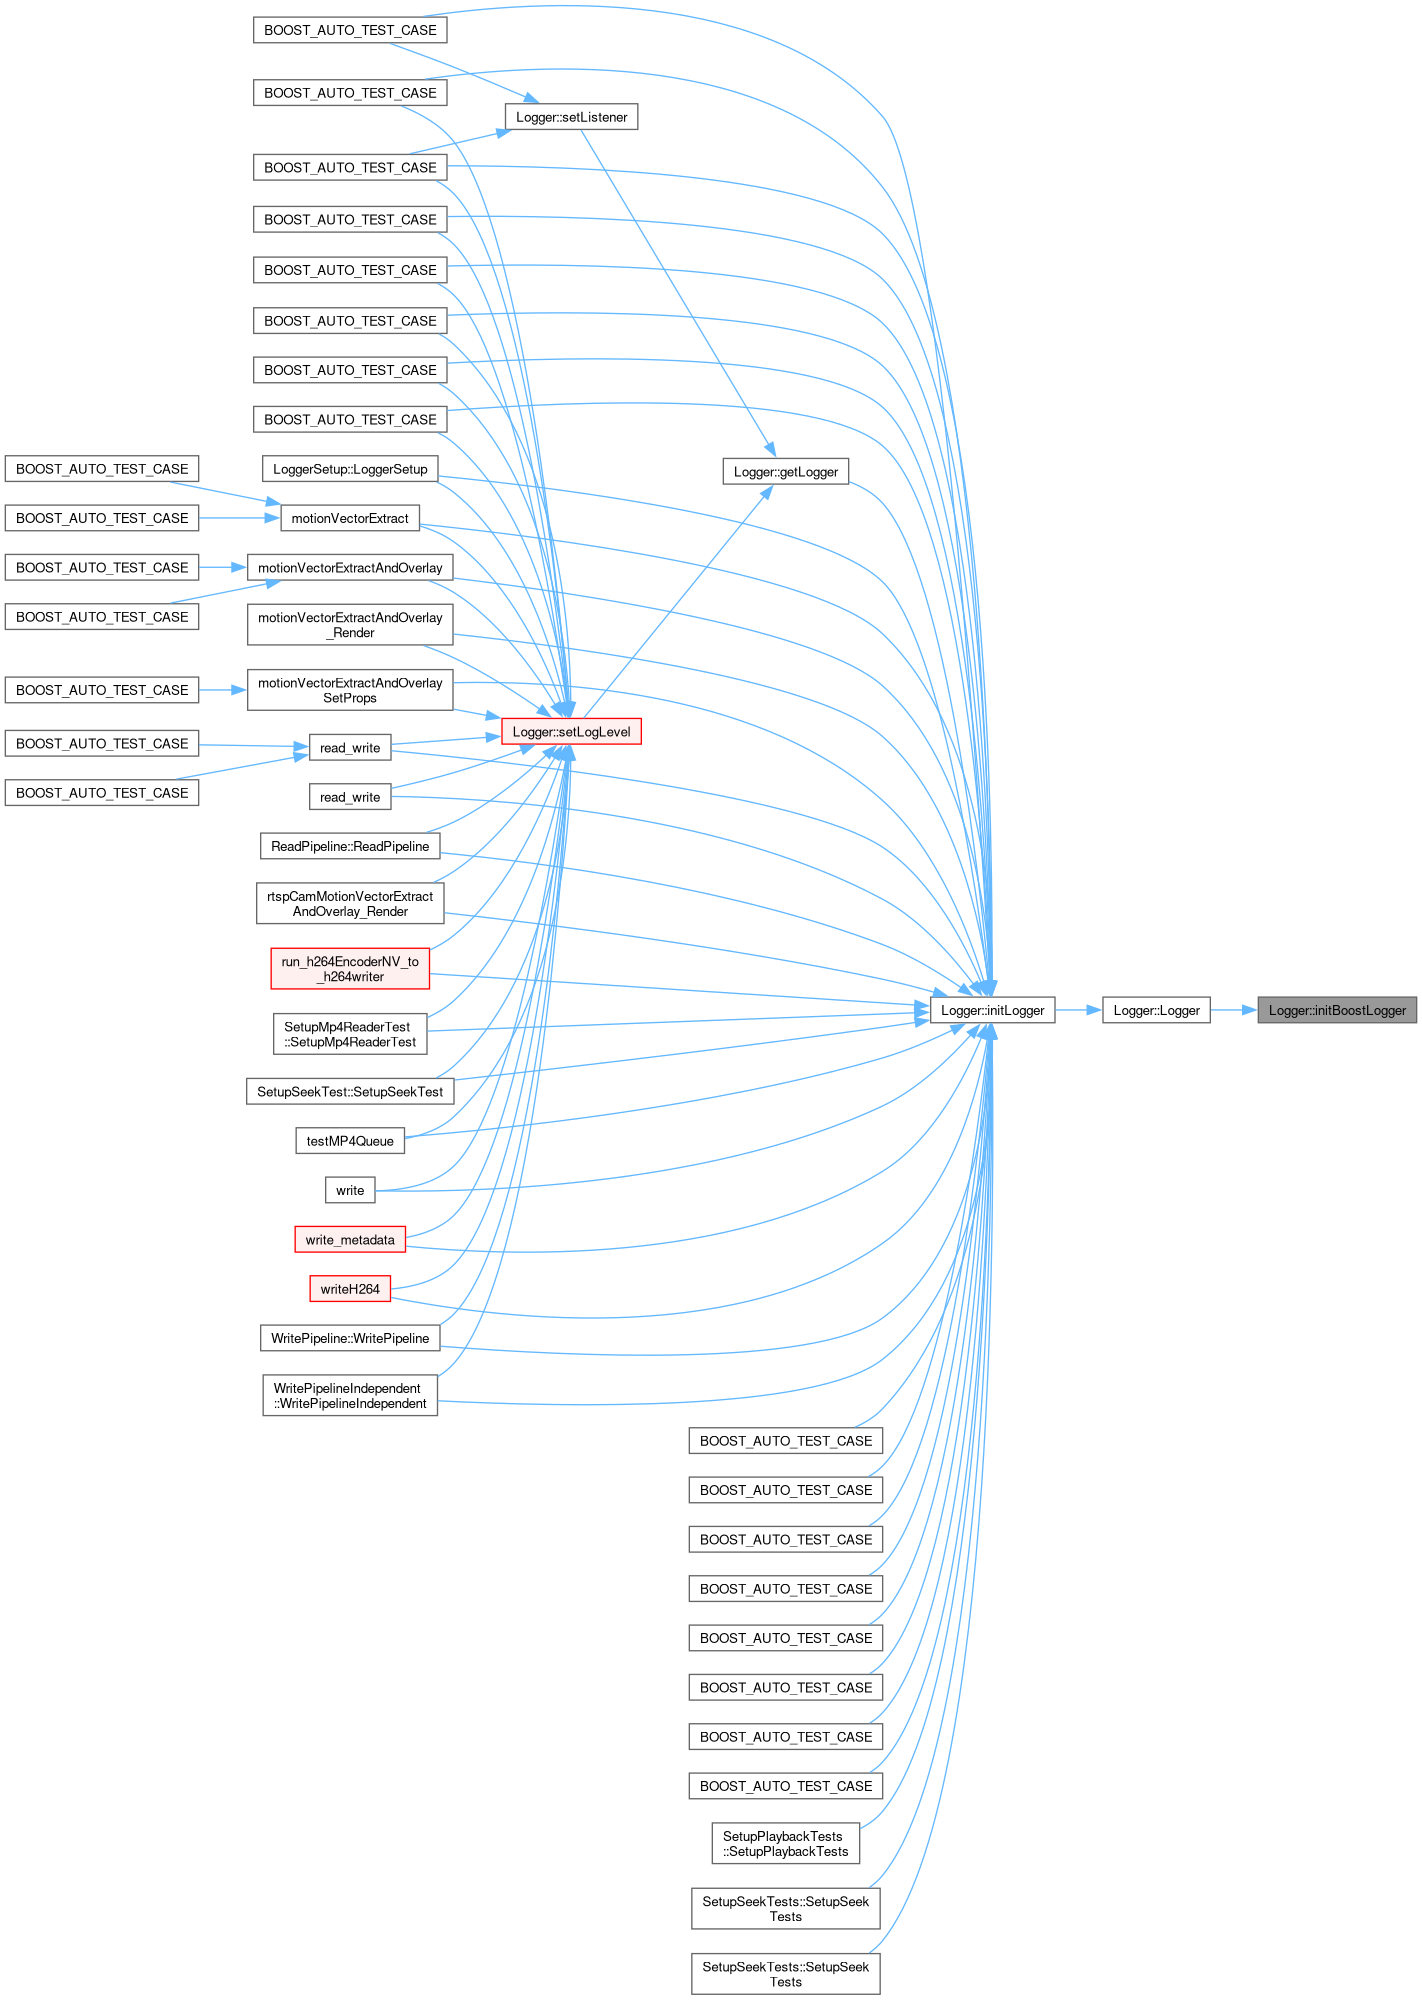 BOOST_AUTO_TEST_CASE
BOOST_AUTO_TEST_CASE
Logger::setListener
BOOST_AUTO_TEST_CASE
BOOST_AUTO_TEST_CASE
BOOST_AUTO_TEST_CASE
BOOST_AUTO_TEST_CASE
BOOST_AUTO_TEST_CASE
BOOST_AUTO_TEST_CASE
BOOST_AUTO_TEST_CASE
LoggerSetup::LoggerSetup
Logger::getLogger
BOOST_AUTO_TEST_CASE
motionVectorExtract
BOOST_AUTO_TEST_CASE
motionVectorExtractAndOverlay
BOOST_AUTO_TEST_CASE
motionVectorExtractAndOverlay
_Render
BOOST_AUTO_TEST_CASE
motionVectorExtractAndOverlay
SetProps
Logger::setLogLevel
BOOST_AUTO_TEST_CASE
read_write
BOOST_AUTO_TEST_CASE
read_write
ReadPipeline::ReadPipeline
rtspCamMotionVectorExtract
AndOverlay_Render
run_h264EncoderNV_to
_h264writer
Logger::initLogger
Logger::Logger
Logger::initBoostLogger
SetupMp4ReaderTest
::SetupMp4ReaderTest
SetupSeekTest::SetupSeekTest
testMP4Queue
write
write_metadata
writeH264
WritePipeline::WritePipeline
WritePipelineIndependent
::WritePipelineIndependent
BOOST_AUTO_TEST_CASE
BOOST_AUTO_TEST_CASE
BOOST_AUTO_TEST_CASE
BOOST_AUTO_TEST_CASE
BOOST_AUTO_TEST_CASE
BOOST_AUTO_TEST_CASE
BOOST_AUTO_TEST_CASE
BOOST_AUTO_TEST_CASE
SetupPlaybackTests
::SetupPlaybackTests
SetupSeekTests::SetupSeek
Tests
SetupSeekTests::SetupSeek
Tests